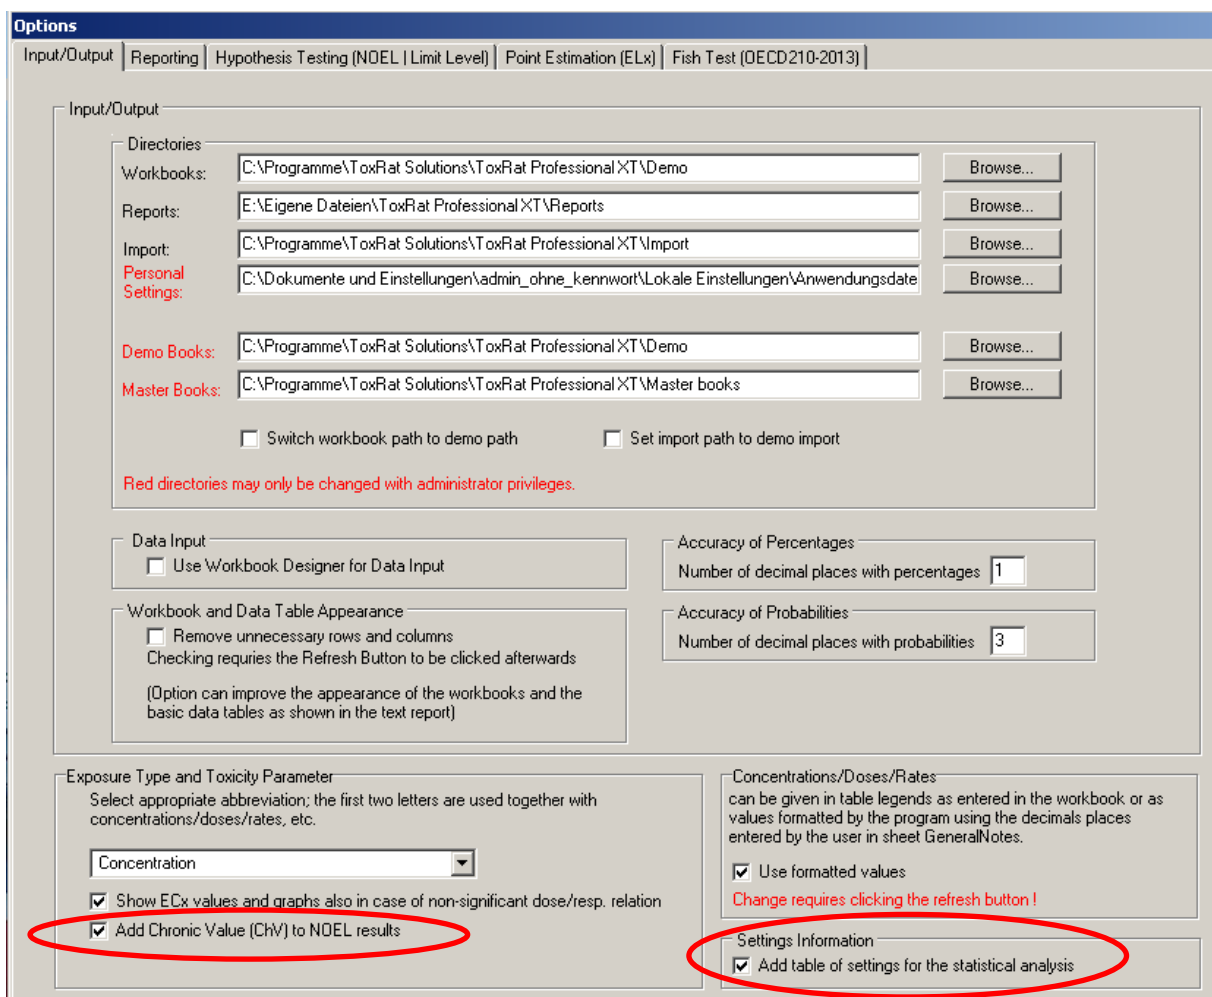 Options
Input/Output
Reporting
Hypothesis Testing (NOEL | Limit Level)
Point Estimation (ELx)
Fish Test (OECD210-2013)
Input/Output
Directories
Workbooks:
C:\Programme\ToxRat Solutions\ToxRat Professional XT\Demo
Browse...
Reports:
E:\Eigene Dateien\ToxRat Professional XT\Reports
Browse...
Import:
C:\Programme\ToxRat Solutions\ToxRat Professional XT\Import
Browse...
Personal
Settings:
C:\Dokumente und Einstellungen\admin_ohne_kennwort\Lokale Einstellungen\Anwendungsdate
Browse...
Demo Books:
C:\Programme\ToxRat Solutions\ToxRat Professional XT\Demo
Browse...
Master Books:
C:\Programme\ToxRat Solutions\ToxRat Professional XT\Master books
Browse...
Switch workbook path to demo path
Set import path to demo import
Red directories may only be changed with administrator privileges.
Data Input
Use Workbook Designer for Data Input
Accuracy of Percentages
Number of decimal places with percentages 1
Workbook and Data Table Appearance
Remove unnecessary rows and columns
Checking requries the Refresh Button to be clicked afterwards
(Option can improve the appearance of the workbooks and the
basic data tables as shown in the text report)
Accuracy of Probabilities
Number of decimal places with probabilities 3
Exposure Type and Toxicity Parameter
Select appropriate abbreviation; the first two letters are used together with
concentrations/doses/rates, etc.
Concentration
Show ECx values and graphs also in case of non-significant dose/resp. relation
Add Chronic Value (ChV) to NOEL results
Concentrations/Doses/Rates
can be given in table legends as entered in the workbook or as
values formatted by the program using the decimals places
entered by the user in sheet GeneralNotes.
Use formatted values
Change requires clicking the refresh button !
Settings Information
Add table of settings for the statistical analysis